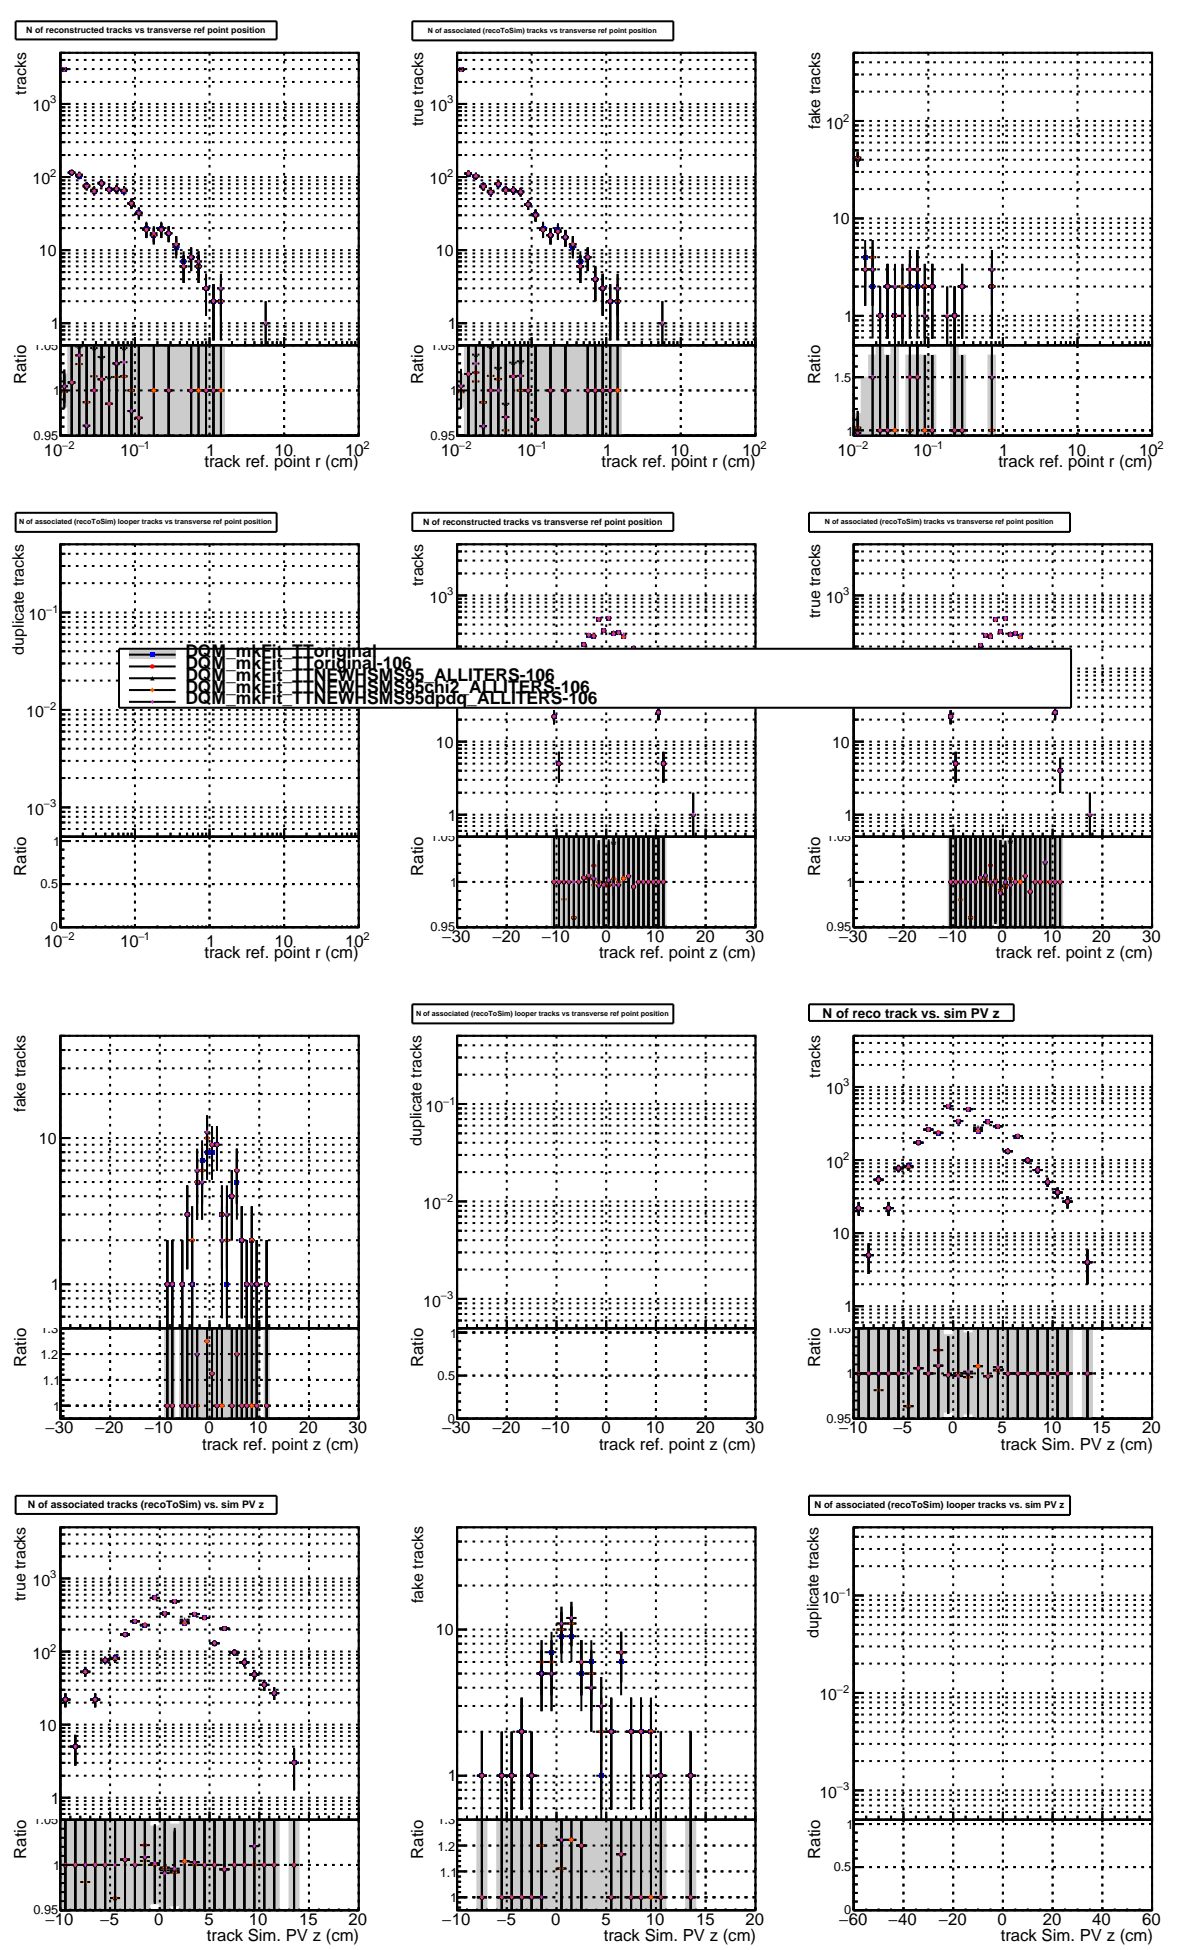 N of reconstructed tracks vs transverse ref point position
tracks
10³
10²
10
1
Ratio
1.05
1
0.95
10⁻² 10⁻¹ 1 10 10²
track ref. point r (cm)
N of associated (recoToSim) tracks vs transverse ref point position
true tracks
10³
10²
10
1
Ratio
1.05
1
0.95
10⁻² 10⁻¹ 1 10 10²
track ref. point r (cm)
fake tracks
10²
10
1
Ratio
1.5
1
10⁻² 10⁻¹ 1 10 10²
track ref. point r (cm)
N of associated (recoToSim) looper tracks vs transverse ref point position
duplicate tracks
10⁻¹
10⁻²
10⁻³
Ratio
1
0.5
0
10⁻² 10⁻¹ 1 10 10²
track ref. point r (cm)
N of reconstructed tracks vs transverse ref point position
tracks
10³
10
1
Ratio
1.05
1
0.95
−30 −20 −10 0 10 20 30
track ref. point z (cm)
N of associated (recoToSim) tracks vs transverse ref point position
true tracks
10³
10
1
Ratio
1.05
1
0.95
−30 −20 −10 0 10 20 30
track ref. point z (cm)
DQM_mkFit_TToriginal
DQM_mkFit_TToriginal-106
DQM_mkFit_TTNEWHSMS95_ALLITERS-106
DQM_mkFit_TTNEWHSMS95chi2_ALLITERS-106
DQM_mkFit_TTNEWHSMS95dpdq_ALLITERS-106
fake tracks
10
1
Ratio
1.3
1.2
1.1
1
−30 −20 −10 0 10 20 30
track ref. point z (cm)
N of associated (recoToSim) looper tracks vs transverse ref point position
duplicate tracks
10⁻¹
10⁻²
10⁻³
Ratio
1
0.5
0
−30 −20 −10 0 10 20 30
track ref. point z (cm)
N of reco track vs. sim PV z
tracks
10³
10²
10
1
Ratio
1.05
1
0.95
−10 −5 0 5 10 15 20
track Sim. PV z (cm)
N of associated tracks (recoToSim) vs. sim PV z
true tracks
10³
10²
10
1
Ratio
1.05
1
0.95
−10 −5 0 5 10 15 20
track Sim. PV z (cm)
fake tracks
10
1
Ratio
1.3
1.2
1.1
1
−10 −5 0 5 10 15 20
track Sim. PV z (cm)
N of associated (recoToSim) looper tracks vs. sim PV z
duplicate tracks
10⁻¹
10⁻²
10⁻³
Ratio
1
0.5
0
−60 −40 −20 0 20 40 60
track Sim. PV z (cm)